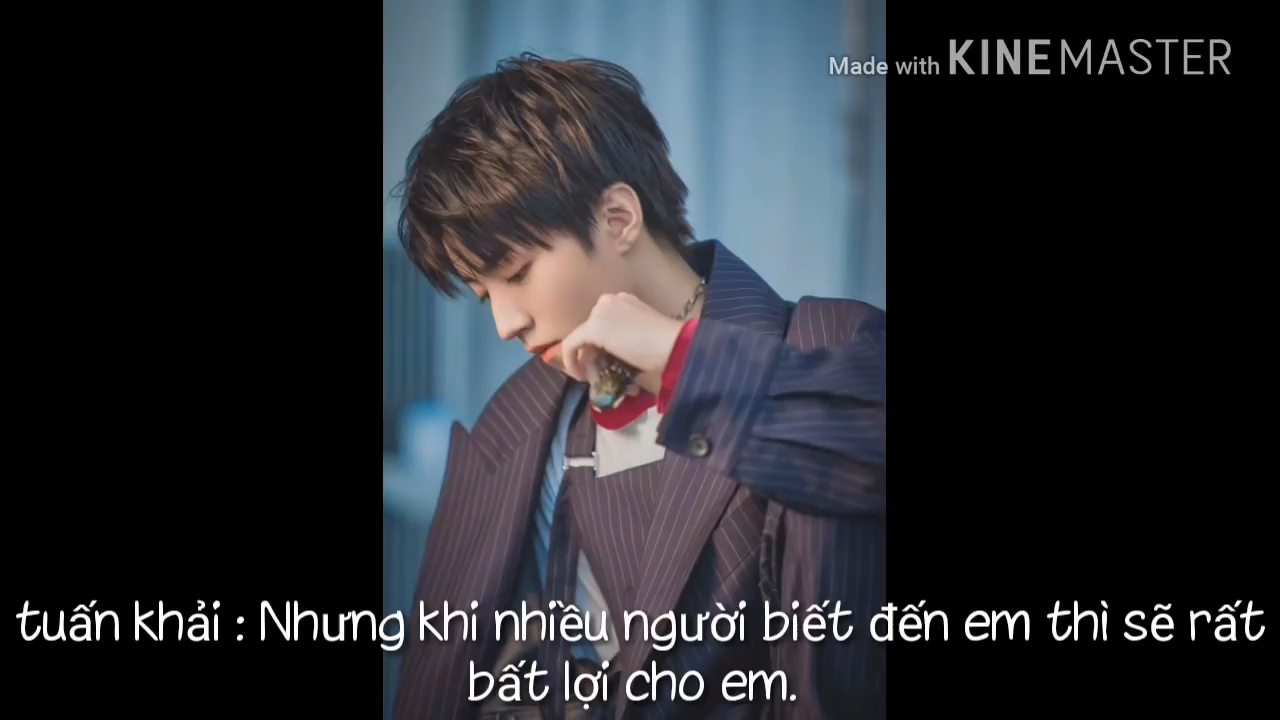 Made with KINEMASTER
tuấn khải : Nhưng khi nhiều người biết đến em thì sẽ rất
bất lợi cho em.